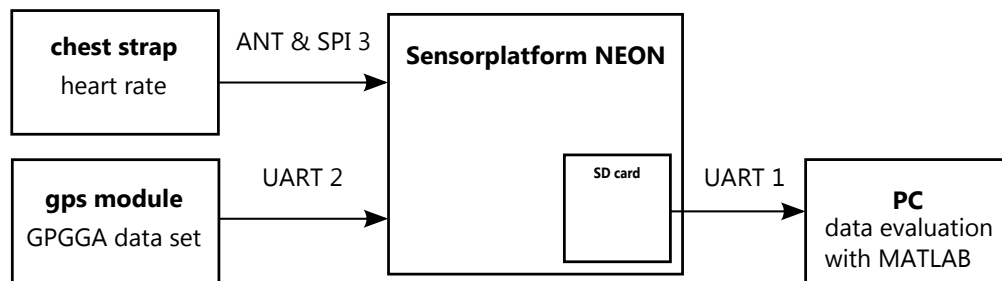 chest strap
heart rate
ANT & SPI 3
Sensorplatform NEON
gps module
GPGGA data set
UART 2
SD card
UART 1
PC
data evaluation
with MATLAB